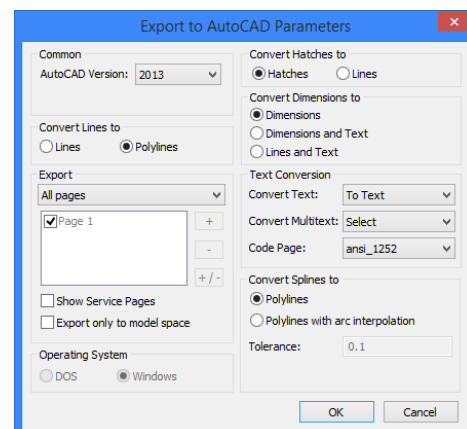 Export to AutoCAD Parameters
Common
AutoCAD Version: 2013
Convert Lines to
Lines Polylines
Export
All pages
Page 1
+
-
+ / -
Show Service Pages
Export only to model space
Operating System
DOS Windows
Convert Hatches to
Hatches Lines
Convert Dimensions to
Dimensions
Dimensions and Text
Lines and Text
Text Conversion
Convert Text: To Text
Convert Multitext: Select
Code Page: ansi_1252
Convert Splines to
Polylines
Polylines with arc interpolation
Tolerance: 0.1
OK Cancel